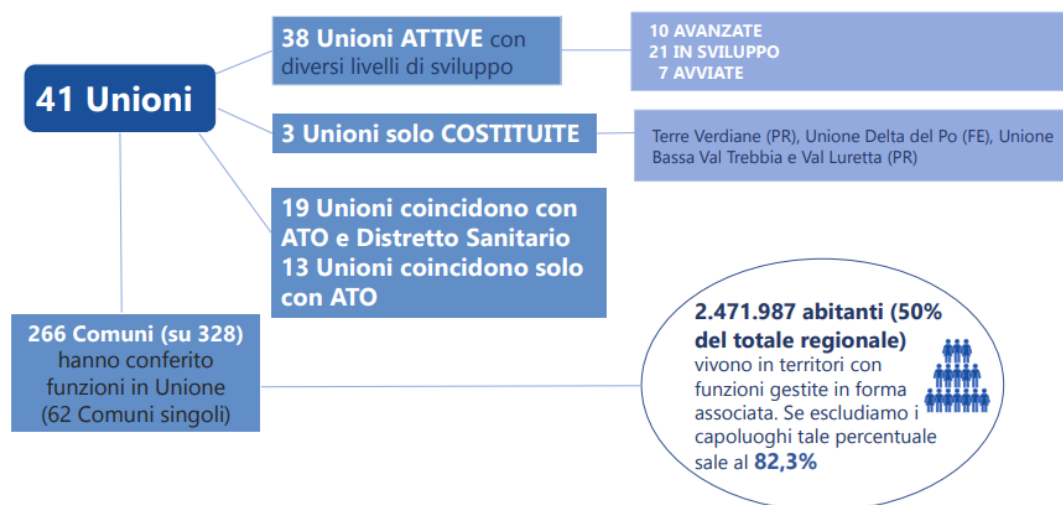 41 Unioni
38 Unioni ATTIVE con
diversi livelli di sviluppo
10 AVANZATE
21 IN SVILUPPO
7 AVVIATE
3 Unioni solo COSTITUITE
Terre Verdiane (PR), Unione Delta del Po (FE), Unione
Bassa Val Trebbia e Val Luretta (PR)
19 Unioni coincidono con
ATO e Distretto Sanitario
13 Unioni coincidono solo
con ATO
266 Comuni (su 328)
hanno conferito
funzioni in Unione
(62 Comuni singoli)
2.471.987 abitanti (50%
del totale regionale)
vivono in territori con
funzioni gestite in forma
associata. Se escludiamo i
capoluoghi tale percentuale
sale al 82,3%